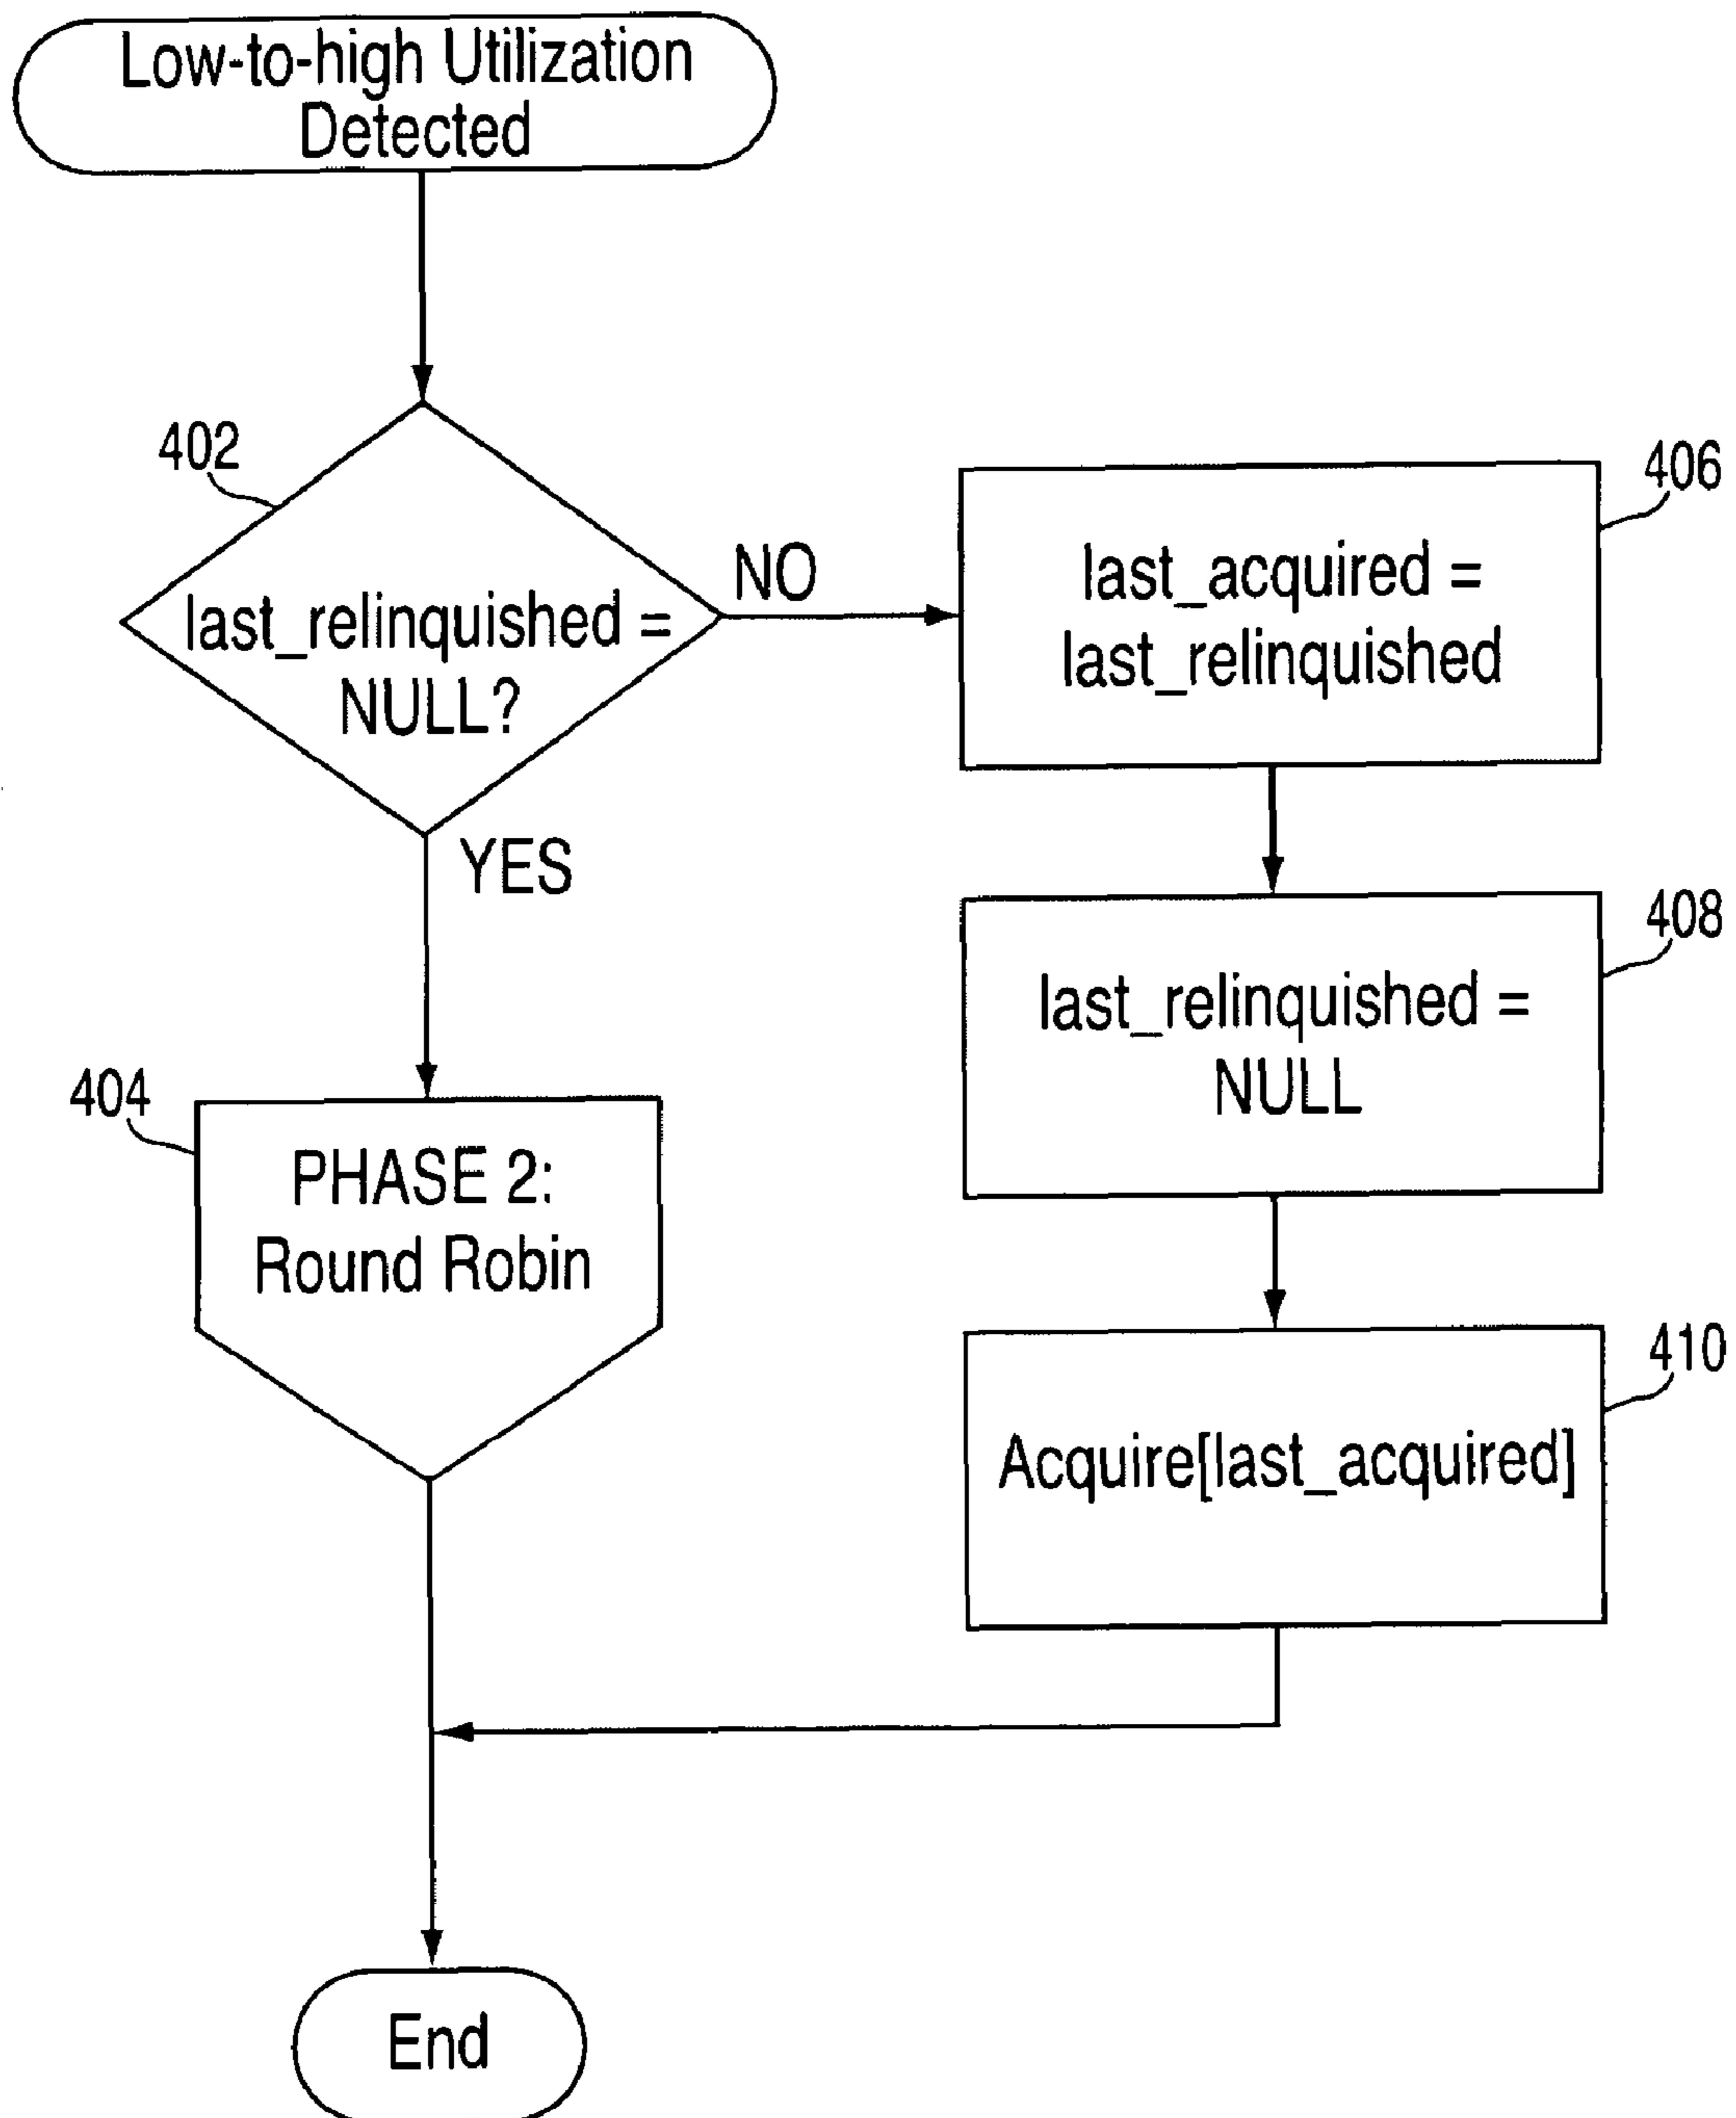 Low-to-high Utilization
Detected
402
last_relinquished =
NULL?
NO
YES
406
last_acquired =
last_relinquished
408
last_relinquished =
NULL
404
PHASE 2:
Round Robin
410
Acquire[last_acquired]
End